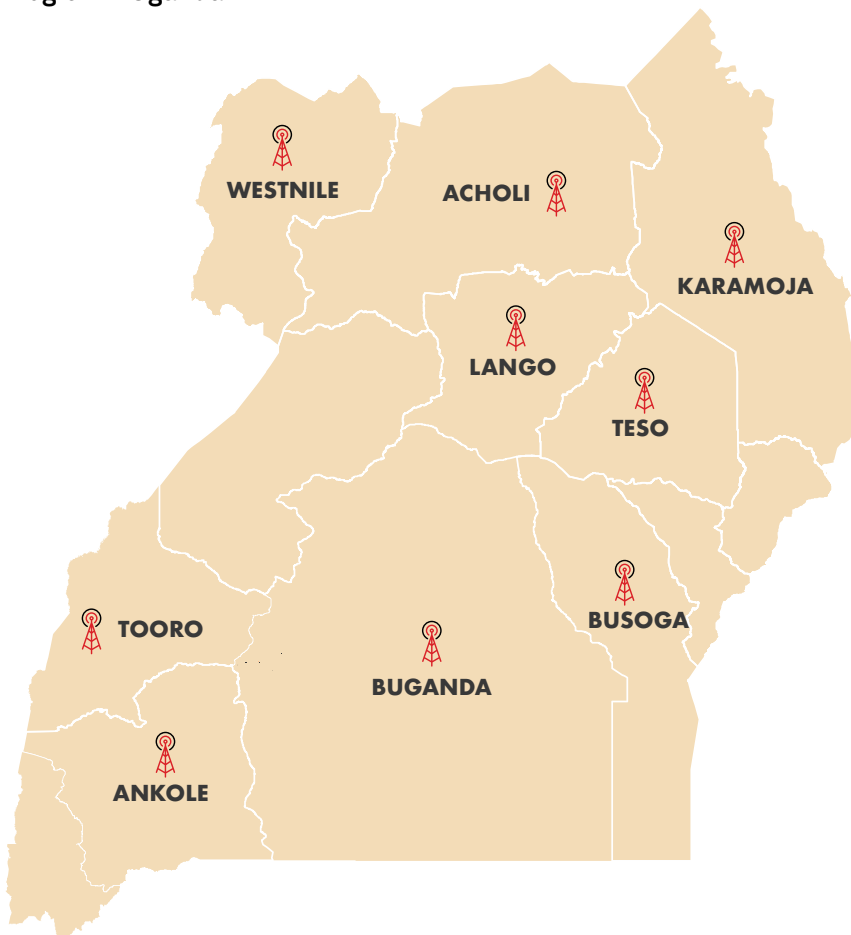 WESTNILE
ACHOLI
KARAMOJA
LANGO
TESO
BUSOGA
TOORO
BUGANDA
ANKOLE